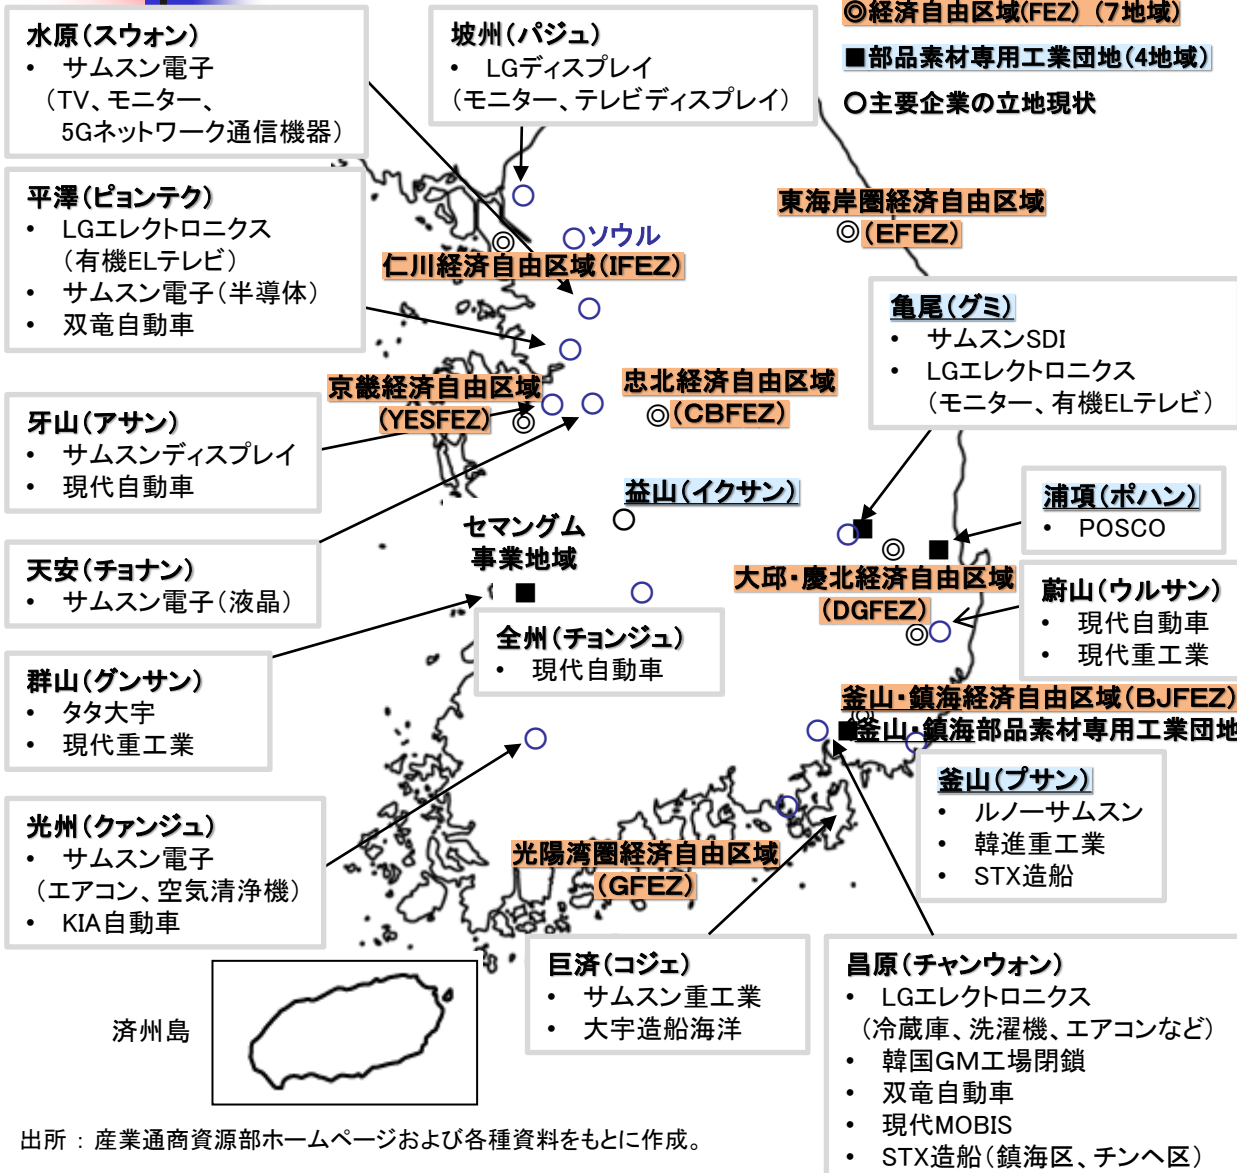 ◎経済自由区域(FEZ)（7地域）
■部品素材専用工業団地(4地域)
○主要企業の立地現状
水原(スウォン)
• サムスン電子
（TV、モニター、
5Gネットワーク通信機器）
坡州(パジュ)
• LGディスプレイ
（モニター、テレビディスプレイ）
平澤(ピョンテク)
• LGエレクトロニクス
（有機ELテレビ）
• サムスン電子（半導体）
• 双竜自動車
東海岸圏経済自由区域
◎(EFEZ)
◎
○ソウル
仁川経済自由区域(IFEZ)
亀尾(グミ)
• サムスンSDI
• LGエレクトロニクス
（モニター、有機ELテレビ）
京畿経済自由区域
(YESFEZ) ◎
忠北経済自由区域
◎(CBFEZ)
牙山(アサン)
• サムスンディスプレイ
• 現代自動車
益山(イクサン)
浦項(ポハン)
• POSCO
セマングム
事業地域
天安(チョナン)
• サムスン電子（液晶）
大邱・慶北経済自由区域
(DGFEZ)
蔚山(ウルサン)
• 現代自動車
• 現代重工業
全州(チョンジュ)
• 現代自動車
群山(グンサン)
• タタ大宇
• 現代重工業
釜山・鎮海経済自由区域(BJFEZ)
釜山・鎮海部品素材専用工業団地
釜山(プサン)
• ルノーサムスン
• 韓進重工業
• STX造船
光州(クァンジュ)
• サムスン電子
（エアコン、空気清浄機）
• KIA自動車
光陽湾圏経済自由区域
(GFEZ)
巨済(コジェ)
• サムスン重工業
• 大宇造船海洋
昌原(チャンウォン)
• LGエレクトロニクス
（冷蔵庫、洗濯機、エアコンなど）
• 韓国GM工場閉鎖
• 双竜自動車
• 現代MOBIS
• STX造船（鎮海区、チンヘ区）
済州島
出所：産業通商資源部ホームページおよび各種資料をもとに作成。